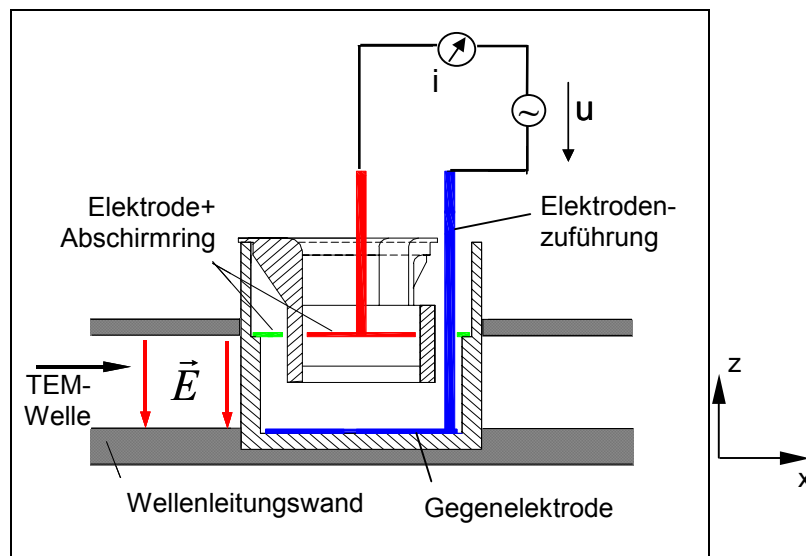 i
u
Elektrode+
Abschirmring
Elektroden-
zuführung
TEM-
Welle
E
z
x
Wellenleitungswand
Gegenelektrode